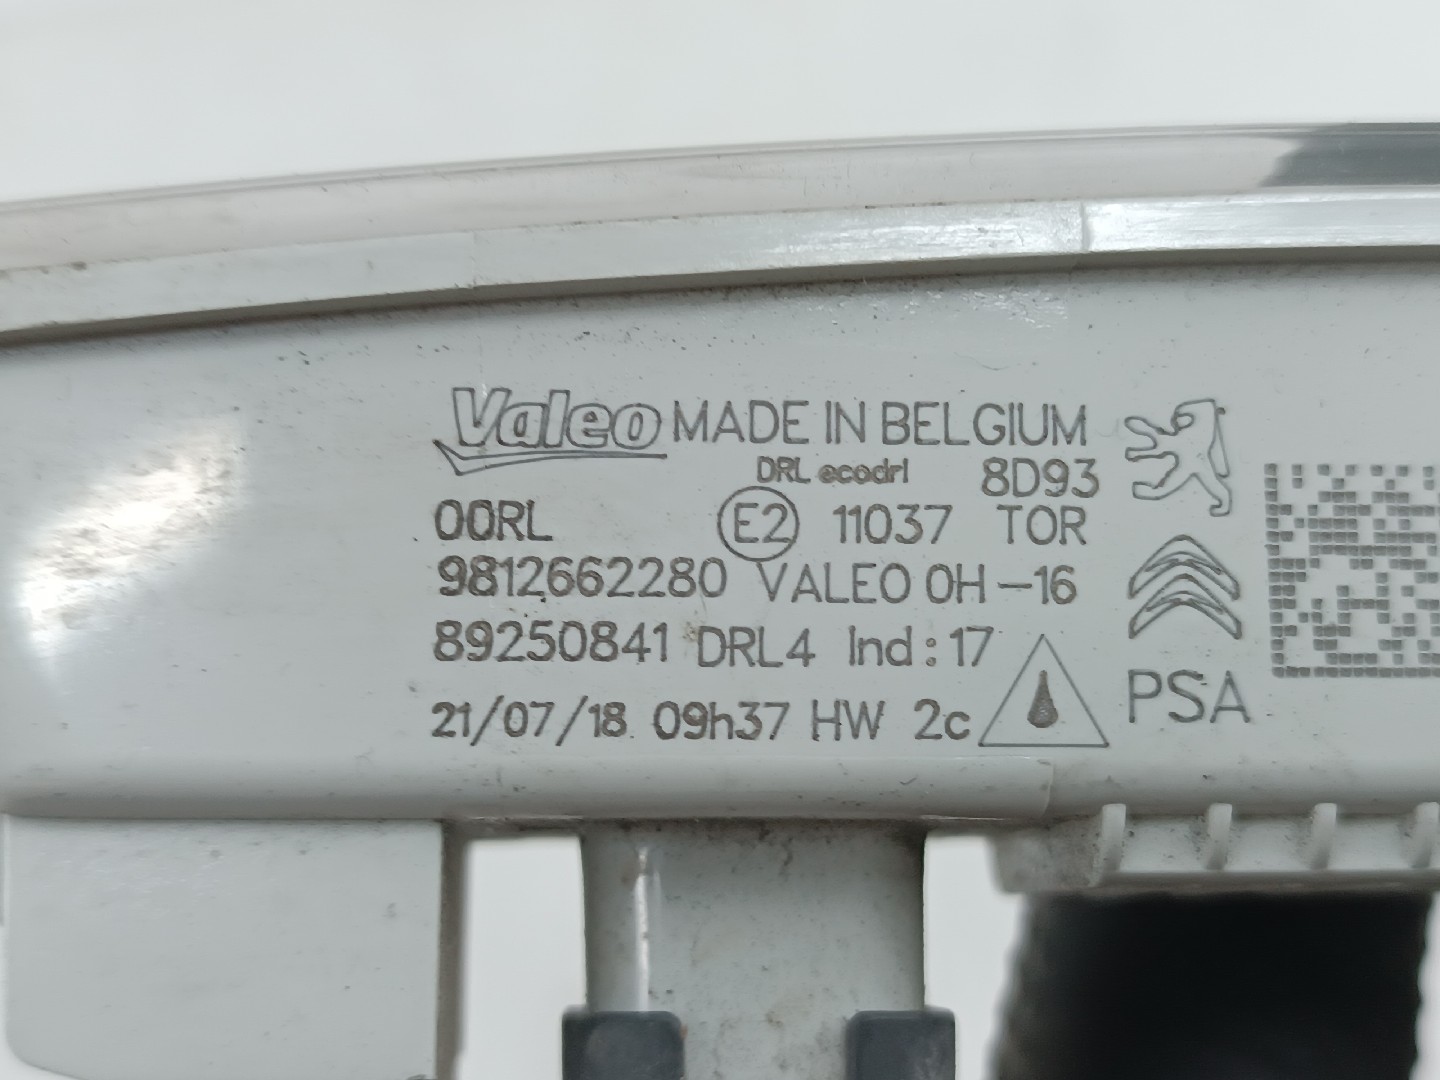 Valeo MADE IN BELGIUM
DRL ecodrl 8D93
00RL E2 11037 TOR
9812662280 VALEO 0H-16
89250841 DRL4 Ind:17
21/07/18 09h37 HW 2c
PSA